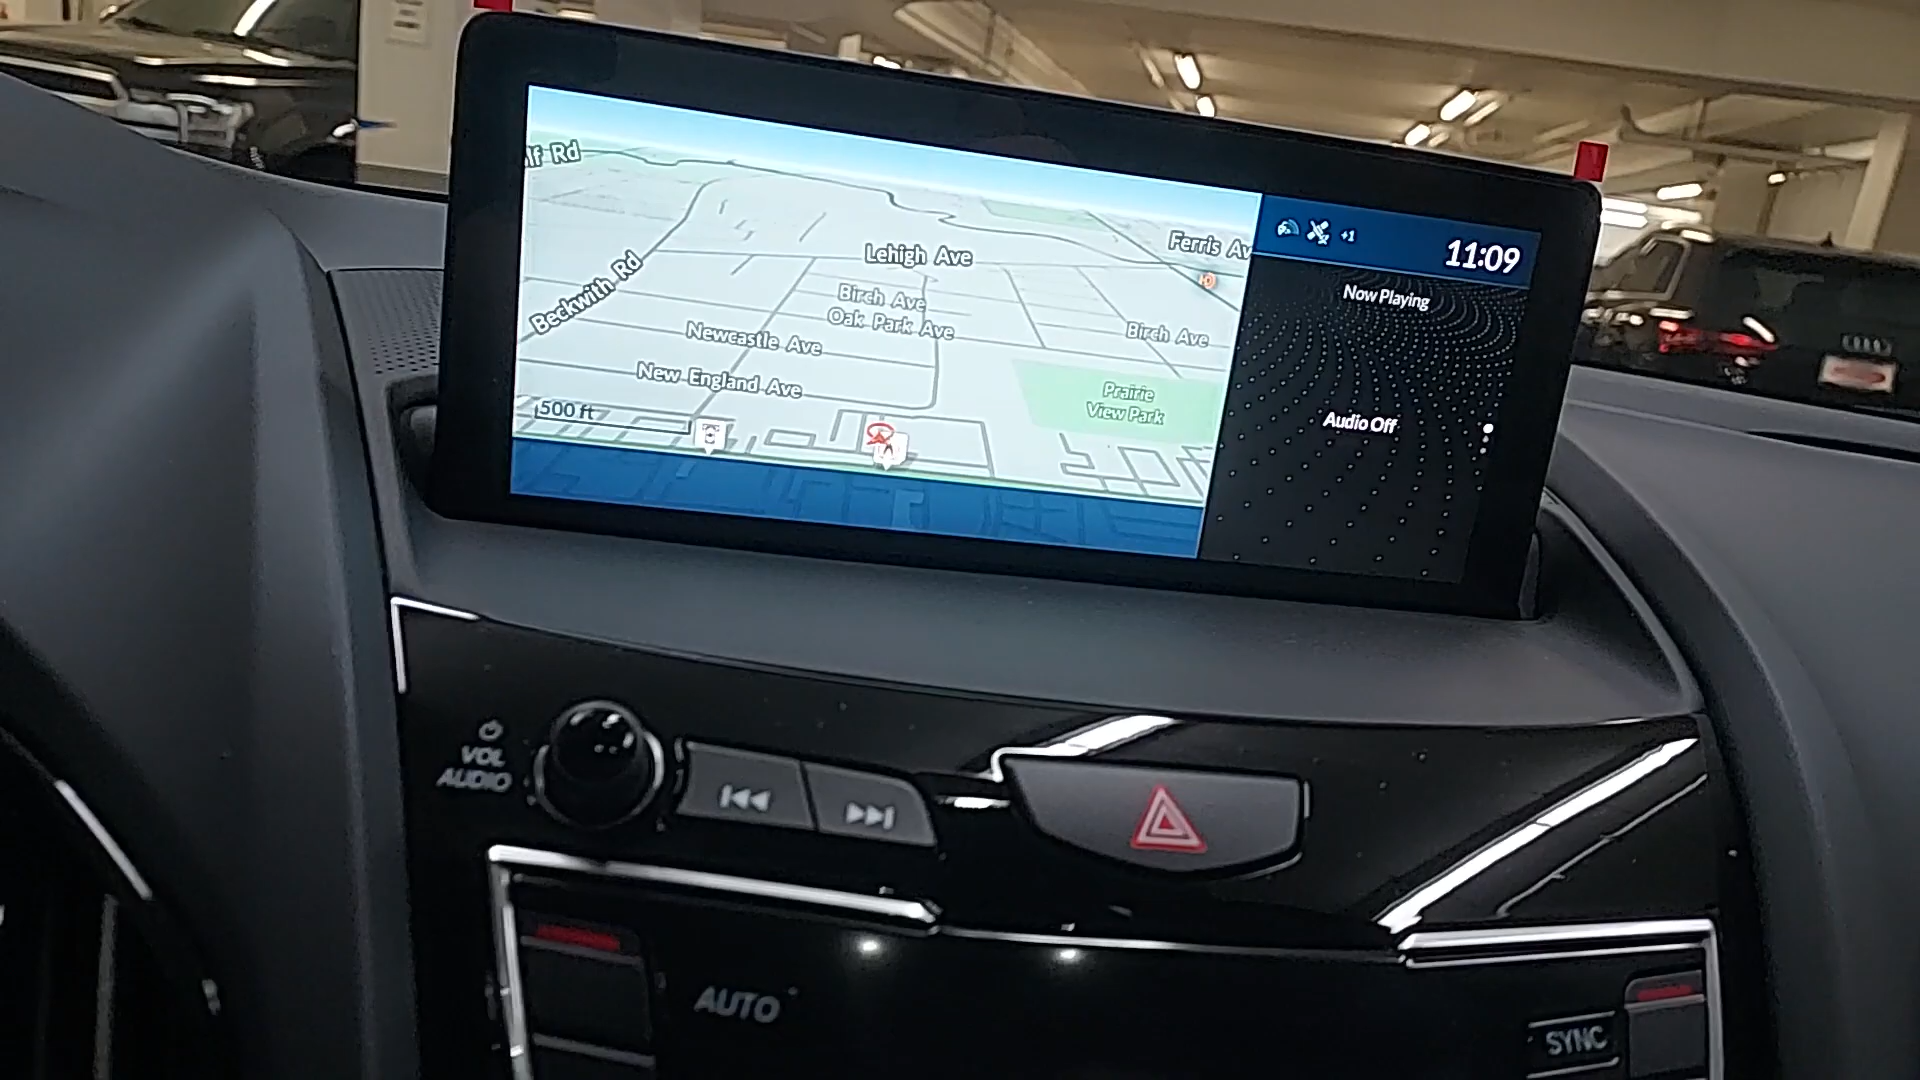 lf Rd
Ferris Av
Lehigh Ave
Beckwith Rd
Birch Ave
Oak Park Ave
Birch Ave
Newcastle Ave
New England Ave
Prairie
View Park
500 ft
+1
11:09
Now Playing
Audio Off
VOL
AUDIO
AUTO
SYNC